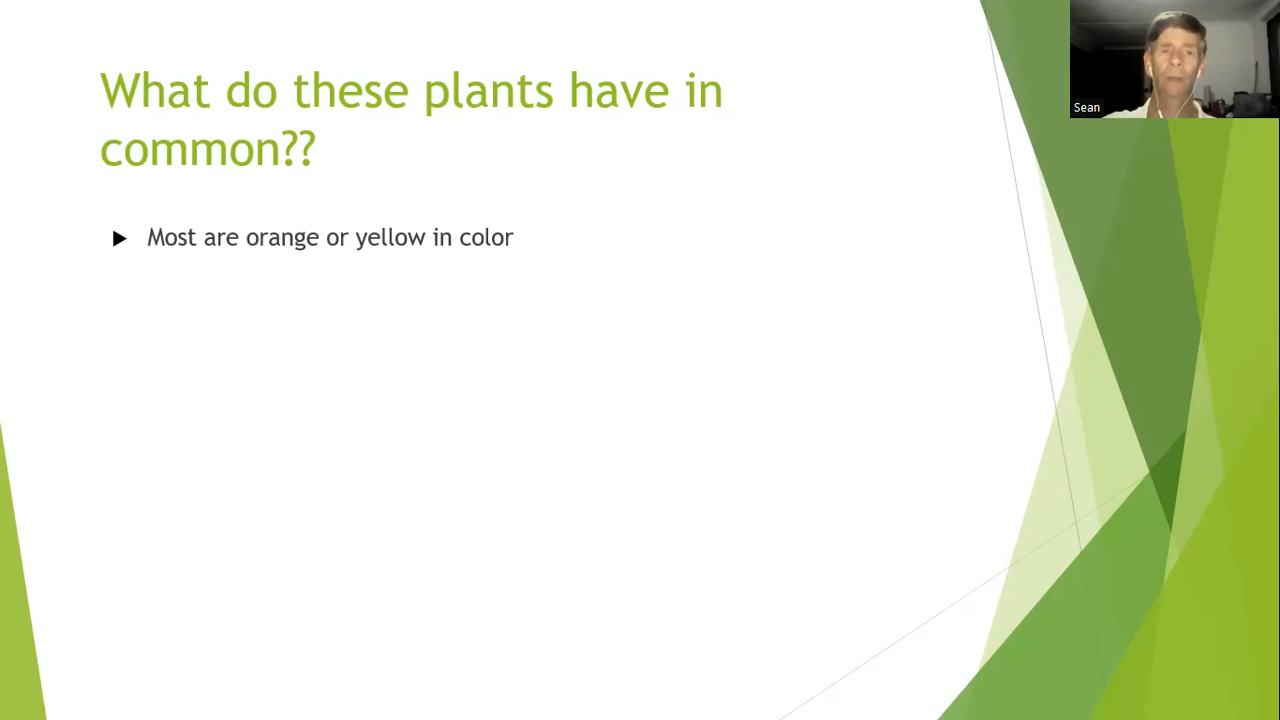 What do these plants have in
common??
Most are orange or yellow in color
Sean